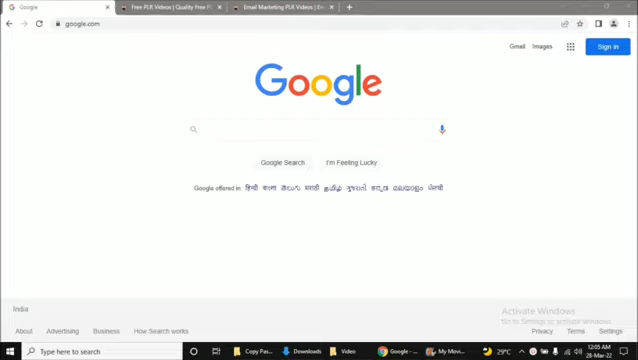 Google
Free PLR Videos | Quality Free P
Email Marketing PLR Videos | E
google.com
Gmail Images
Sign in
Google
Google Search I'm Feeling Lucky
Google offered in: हिन्दी বাংলা తెలుగు मराठी தமிழ் ગુજરાતી ಕನ್ನಡ മലയാളം ਪੰਜਾਬੀ
India
Activate Windows
Go to Settings to activate Windows.
About Advertising Business How Search works
Privacy Terms Settings
Type here to search
Copy Pas...
Downloads
Video
Google - ...
My Movi...
29°C
12:05 AM
28-Mar-22